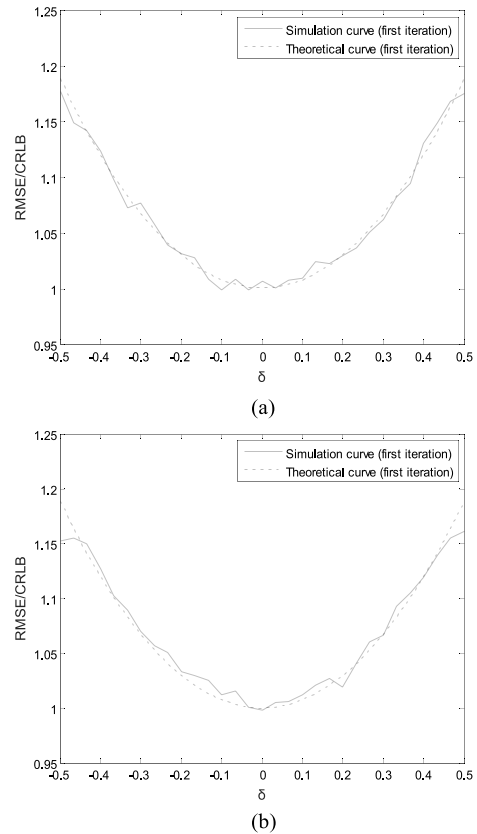 Simulation curve (first iteration)
Theoretical curve (first iteration)
1.25
1.2
1.15
1.1
1.05
1
0.95
RMSE/CRLB
-0.5 -0.4 -0.3 -0.2 -0.1 0 0.1 0.2 0.3 0.4 0.5
δ
(a)
Simulation curve (first iteration)
Theoretical curve (first iteration)
1.25
1.2
1.15
1.1
1.05
1
0.95
RMSE/CRLB
-0.5 -0.4 -0.3 -0.2 -0.1 0 0.1 0.2 0.3 0.4 0.5
δ
(b)